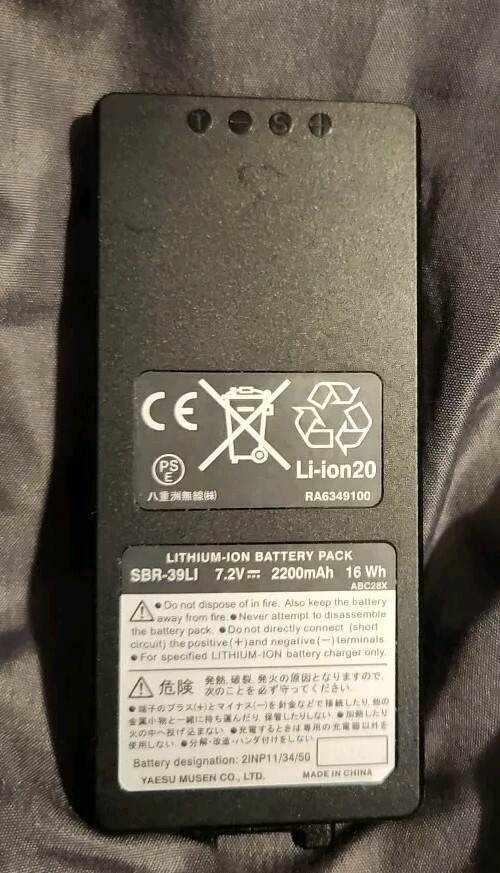 T − S +
CE
PS
E
Li-ion20
八重洲無線㈱
RA6349100
LITHIUM-ION BATTERY PACK
SBR-39LI 7.2V⎓ 2200mAh 16 Wh
ABC28X
● Do not dispose of in fire. Also keep the battery
away from fire. ● Never attempt to disassemble
the battery pack. ● Do not directly connect (short
circuit) the positive(+) and negative(−) terminals.
● For specified LITHIUM-ION battery charger only.
危険 発熱、破裂、発火の原因となりますので、
次のことを必ず守ってください。
● 端子のプラス(+)とマイナス(−)を針金などで接続したり、他の
金属小物と一緒に持ち運んだり、保管したりしない。● 加熱したり
火の中へ投げ込まない ● 充電するときは専用の充電器以外を
使用しない。● 分解・改造・ハンダ付けをしない
Battery designation: 2INP11/34/50
YAESU MUSEN CO., LTD.
MADE IN CHINA